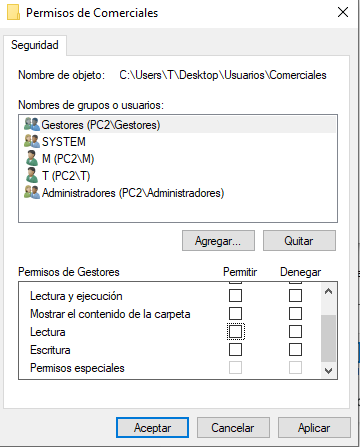 Permisos de Comerciales
Seguridad
Nombre de objeto: C:\Users\T\Desktop\Usuarios\Comerciales
Nombres de grupos o usuarios:
Gestores (PC2\Gestores)
SYSTEM
M (PC2\M)
T (PC2\T)
Administradores (PC2\Administradores)
Agregar... Quitar
Permisos de Gestores Permitir Denegar
Lectura y ejecución
Mostrar el contenido de la carpeta
Lectura
Escritura
Permisos especiales
Aceptar Cancelar Aplicar